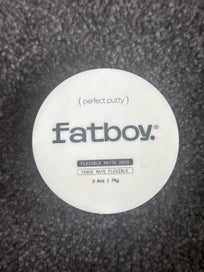 ( perfect putty )
fatboy.®
FLEXIBLE MATTE HOLD
TENUE MATE FLEXIBLE
2.6oz | 75g